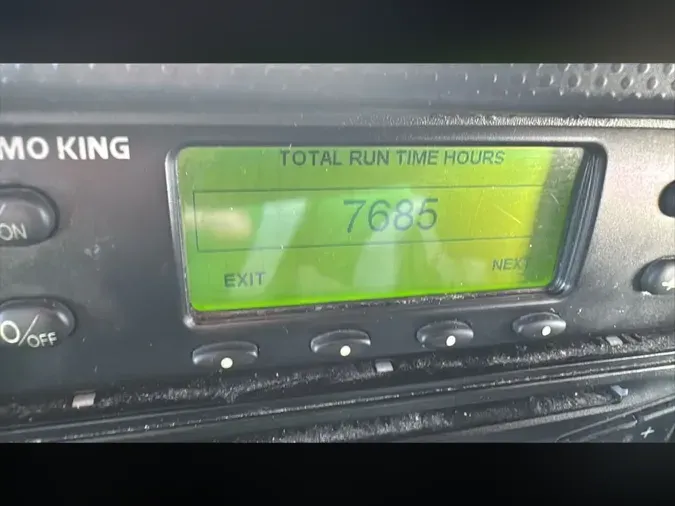 MO KING
TOTAL RUN TIME HOURS
7685
EXIT
NEXT
ON
O/OFF